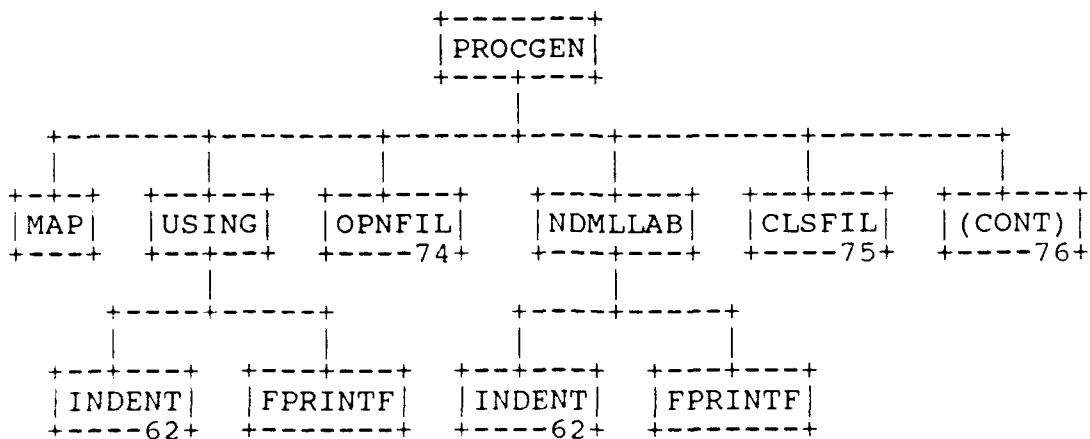 PROCGEN
MAP USING OPNFIL NDMLLAB CLSFIL (CONT)
74 75 76
INDENT FPRINTF INDENT FPRINTF
62 62